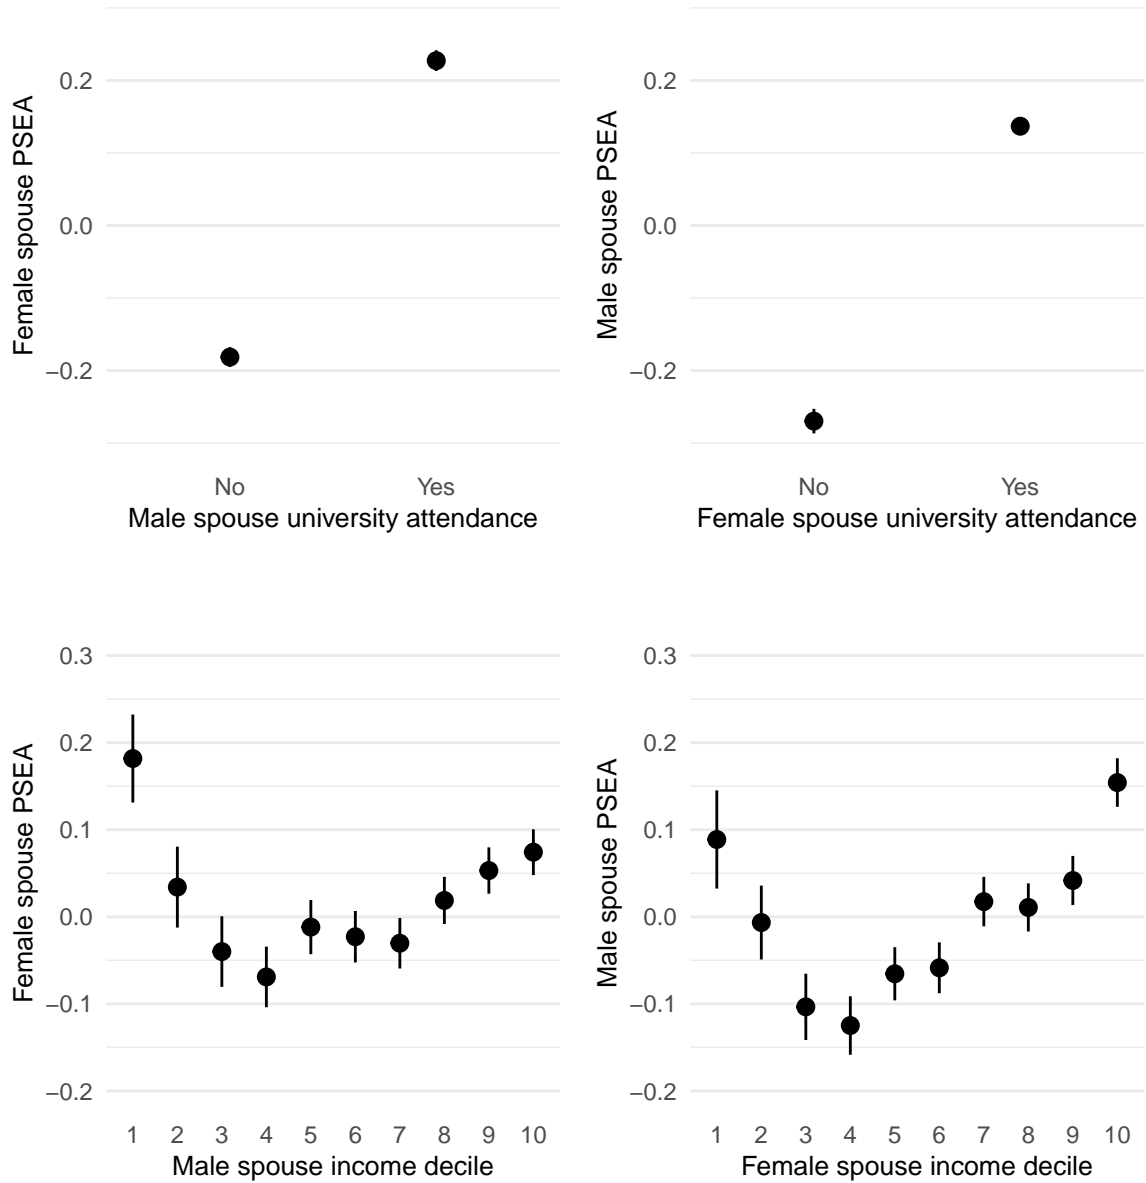 Female spouse PSEA
0.2
0.0
−0.2
No Yes
Male spouse university attendance
Male spouse PSEA
0.2
0.0
−0.2
No Yes
Female spouse university attendance
Female spouse PSEA
0.3
0.2
0.1
0.0
−0.1
−0.2
1 2 3 4 5 6 7 8 9 10
Male spouse income decile
Male spouse PSEA
0.3
0.2
0.1
0.0
−0.1
−0.2
1 2 3 4 5 6 7 8 9 10
Female spouse income decile